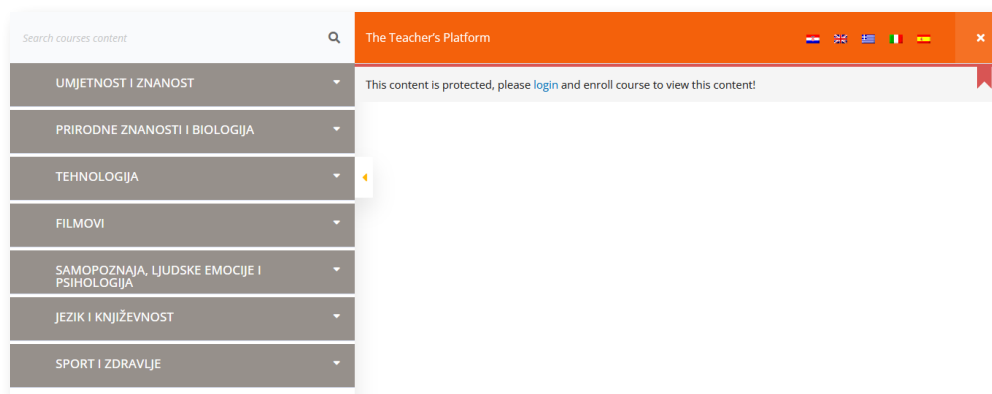 Search courses content
The Teacher's Platform
UMJETNOST I ZNANOST
This content is protected, please login and enroll course to view this content!
PRIRODNE ZNANOSTI I BIOLOGIJA
TEHNOLOGIJA
FILMOVI
SAMOPOZNAJA, LJUDSKE EMOCIJE I
PSIHOLOGIJA
JEZIK I KNJIŽEVNOST
SPORT I ZDRAVLJE